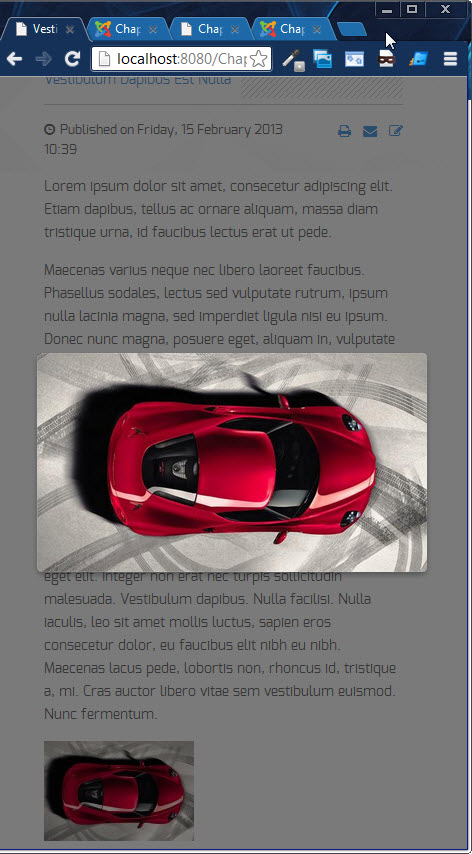 Vesti
Chap
Chap
Chap
localhost:8080/Chap
Vestibulum Dapibus Est Nulla
Published on Friday, 15 February 2013
10:39
Lorem ipsum dolor sit amet, consecetur adipiscing elit.
Etiam dapibus, tellus ac ornare aliquam, massa diam
tristique urna, id faucibus lectus erat ut pede.
Maecenas varius neque nec libero laoreet faucibus.
Phasellus sodales, lectus sed vulputate rutrum, ipsum
nulla lacinia magna, sed imperdiet ligula nisi eu ipsum.
Donec nunc magna, posuere eget, aliquam in, vulputate
eget elit. Integer non erat nec turpis sollicitudin
malesuada. Vestibulum dapibus. Nulla facilisi. Nulla
iaculis, leo sit amet mollis luctus, sapien eros
consecetur dolor, eu faucibus elit nibh eu nibh.
Maecenas lacus pede, lobortis non, rhoncus id, tristique
a, mi. Cras auctor libero vitae sem vestibulum euismod.
Nunc fermentum.